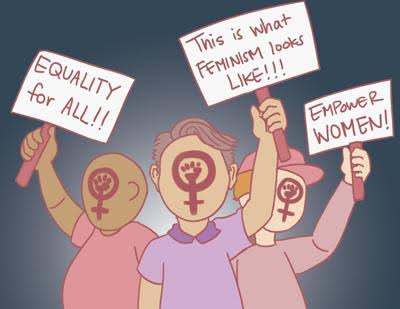 EQUALITY
for ALL!!
This is what
FEMINISM looks
LIKE!!!
EMPOWER
WOMEN!